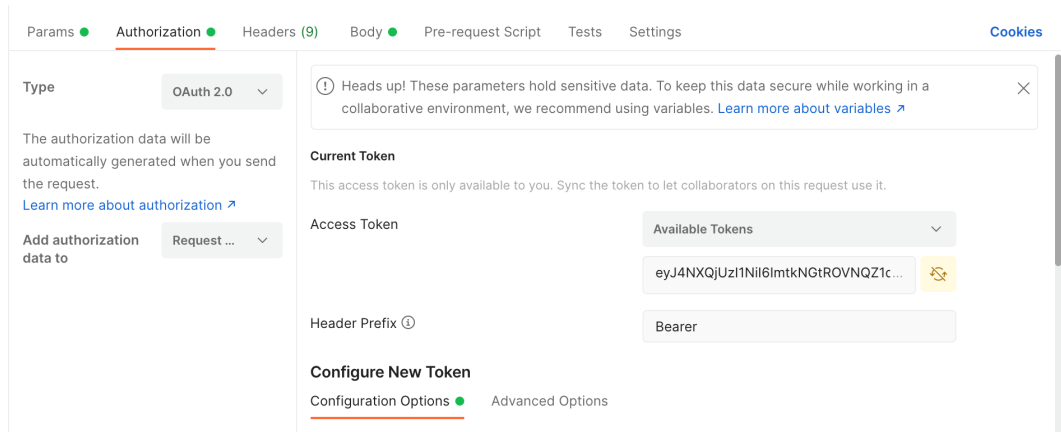 Params Authorization Headers (9) Body Pre-request Script Tests Settings Cookies
Type
OAuth 2.0
The authorization data will be
automatically generated when you send
the request.
Learn more about authorization ↗
Add authorization
data to
Request ...
Heads up! These parameters hold sensitive data. To keep this data secure while working in a
collaborative environment, we recommend using variables. Learn more about variables ↗
Current Token
This access token is only available to you. Sync the token to let collaborators on this request use it.
Access Token
Available Tokens
eyJ4NXQjUzI1NiI6ImtkNGtROVNQZ1c...
Header Prefix
Bearer
Configure New Token
Configuration Options Advanced Options